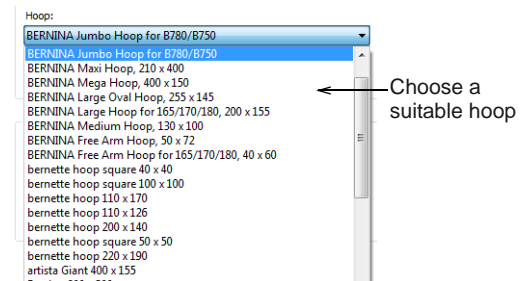 Hoop:
BERNINA Jumbo Hoop for B780/B750
BERNINA Jumbo Hoop for B780/B750
BERNINA Maxi Hoop, 210 x 400
BERNINA Mega Hoop, 400 x 150
BERNINA Large Oval Hoop, 255 x 145
BERNINA Large Hoop for 165/170/180, 200 x 155
BERNINA Medium Hoop, 130 x 100
BERNINA Free Arm Hoop, 50 x 72
BERNINA Free Arm Hoop for 165/170/180, 40 x 60
bernette hoop square 40 x 40
bernette hoop square 100 x 100
bernette hoop 110 x 170
bernette hoop 110 x 126
bernette hoop 200 x 140
bernette hoop square 50 x 50
bernette hoop 220 x 190
artista Giant 400 x 155
Choose a
suitable hoop